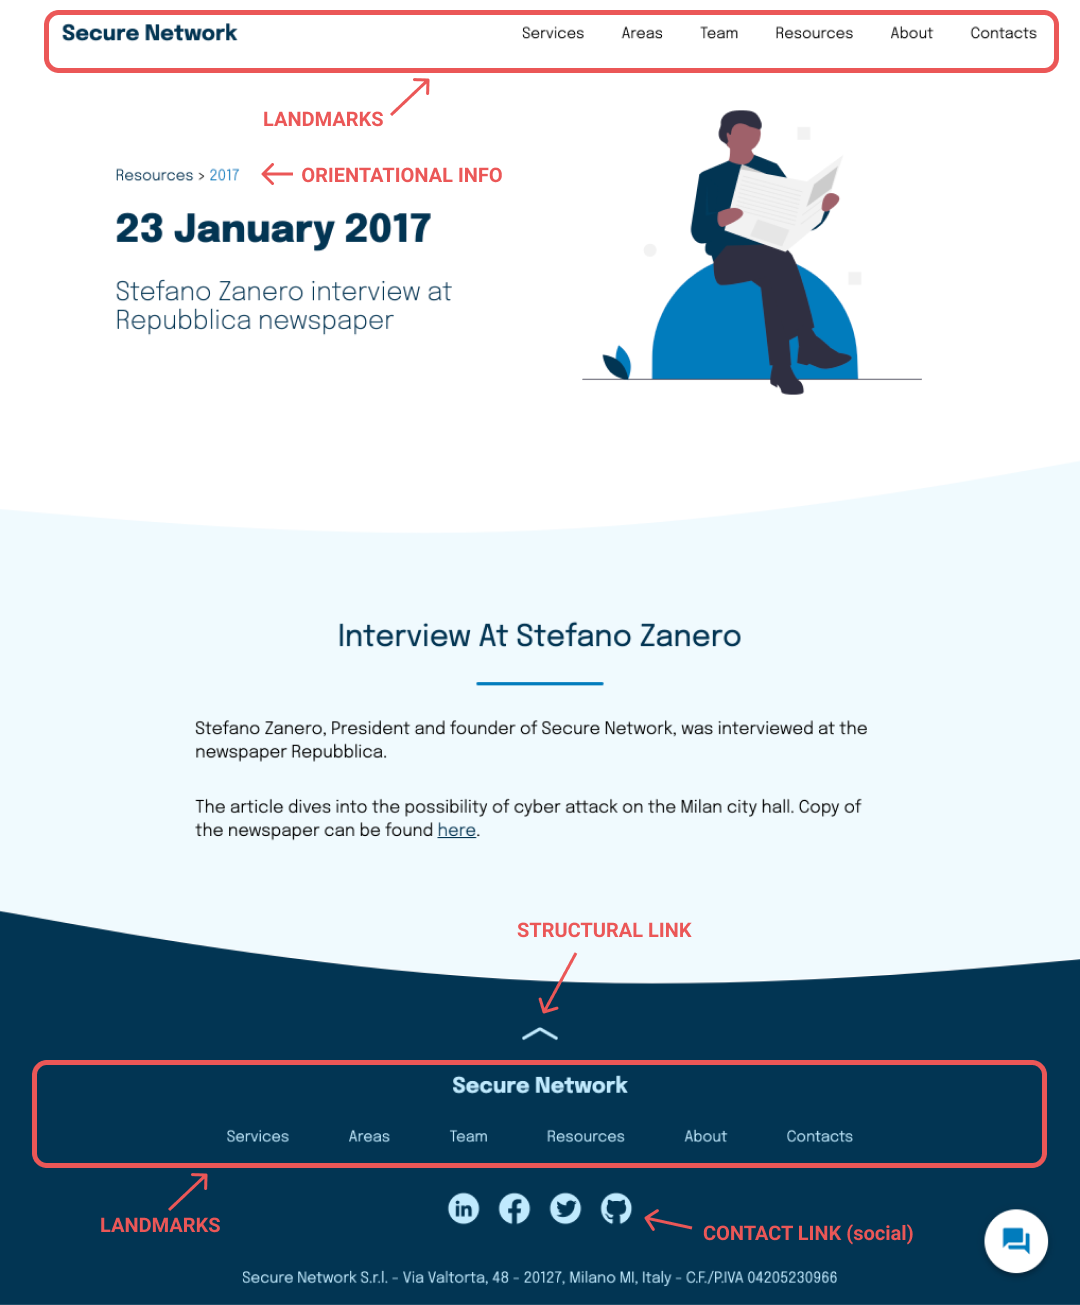 Secure Network
Services Areas Team Resources About Contacts
LANDMARKS
Resources > 2017
ORIENTATIONAL INFO
23 January 2017
Stefano Zanero interview at
Repubblica newspaper
Interview At Stefano Zanero
Stefano Zanero, President and founder of Secure Network, was interviewed at the
newspaper Repubblica.
The article dives into the possibility of cyber attack on the Milan city hall. Copy of
the newspaper can be found here.
STRUCTURAL LINK
Secure Network
Services Areas Team Resources About Contacts
LANDMARKS
in
CONTACT LINK (social)
Secure Network S.r.l. - Via Valtorta, 48 - 20127, Milano MI, Italy - C.F./P.IVA 04205230966